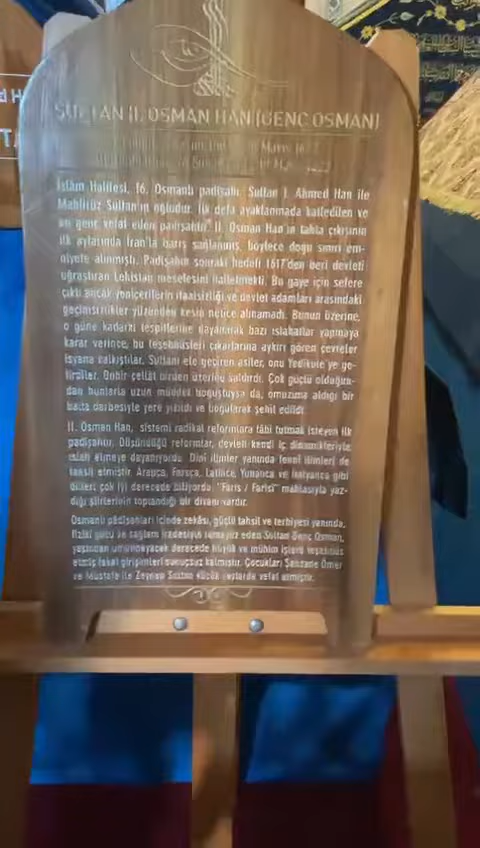 SULTAN II. OSMAN HAN (GENÇ OSMAN)
İslâm Halifesi, 16. Osmanlı padişahı. Sultan I. Ahmed Han ile
Mahfiruz Sultan'ın oğludur. İlk defa ayaklanmada katledilen ve
en genç vefat eden padişahtır. II. Osman Han'ın tahta çıkışının
ilk aylarında İran'la barış sağlanmış, böylece doğu sınırı em-
niyete alınmıştı. Padişahın sonraki hedefi 1617'den beri devleti
uğraştıran Lehistan meselesini halletmekti. Bu gaye için sefere
çıktı ancak yeniçerilerin itaatsizliği ve devlet adamları arasındaki
geçimsizlikler yüzünden kesin netice alınamadı. Bunun üzerine,
o güne kadarki tespitlerine dayanarak bazı ıslahatlar yapmaya
karar verince, bu teşebbüsleri çıkarlarına aykırı gören çevreler
isyana kalkıştılar. Sultanı ele geçiren asiler, onu Yedikule'ye ge-
tirdiler. Onbir cellât birden üzerine saldırdı. Çok güçlü olduğun-
dan bunlarla uzun müddet boğuştuysa da, omuzuna aldığı bir
balta darbesiyle yere yıkıldı ve boğularak şehit edildi.
II. Osman Han, sistemi radikal reformlara tâbi tutmak isteyen ilk
padişahtır. Düşündüğü reformlar, devleti kendi iç dinamikleriyle
ıslah etmeye dayanıyordu. Dinî ilimler yanında fennî ilimleri de
tahsil etmiştir. Arapça, Farsça, Latince, Yunanca ve İtalyanca gibi
dilleri çok iyi derecede biliyordu. "Faris / Farisî" mahlasıyla yaz-
dığı şiirlerinin toplandığı bir divanı vardır.
Osmanlı pâdişahları içinde zekâsı, güçlü tahsil ve terbiyesi yanında,
fizikî gücü ve sağlam iradesiyle temayüz eden Sultan Genç Osman,
yaşından umulmayacak derecede büyük ve mühim işlere teşebbüs
etmiş fakat girişimleri sonuçsuz kalmıştır. Çocukları Şehzade Ömer
ve Mustafa ile Zeynep Sultan küçük yaşlarda vefat etmiştir.